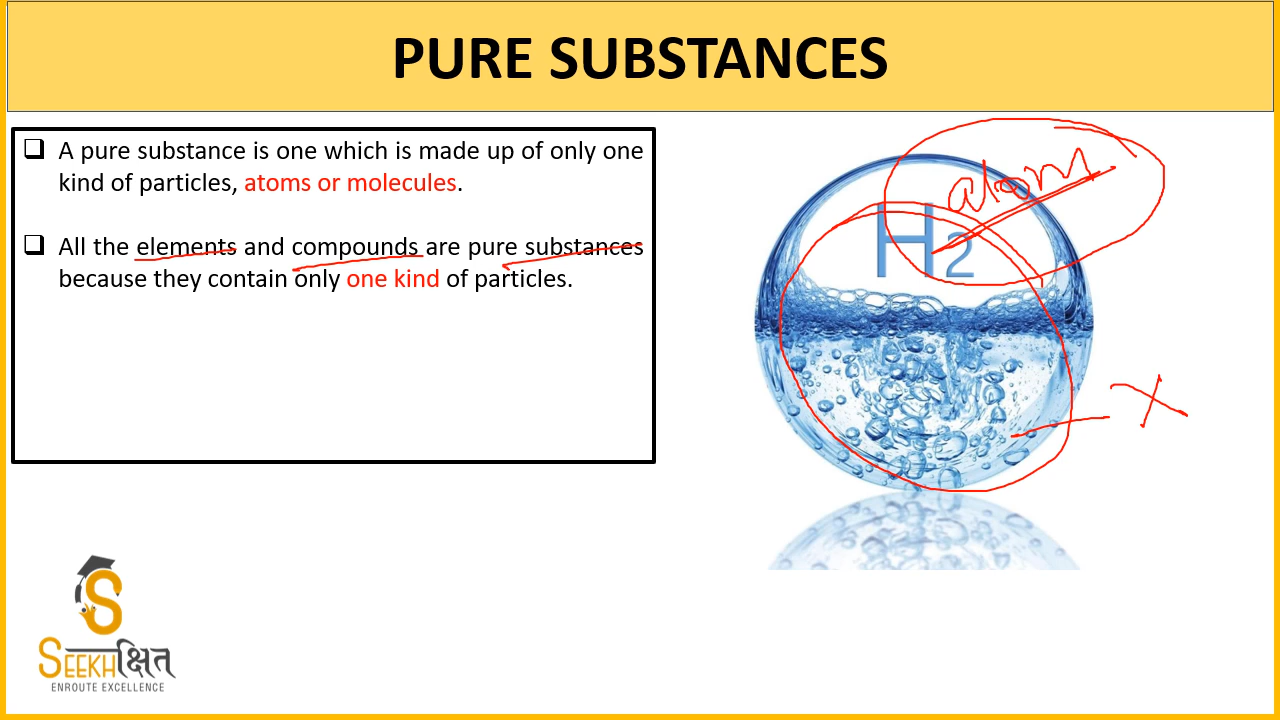 PURE SUBSTANCES
A pure substance is one which is made up of only one
kind of particles, atoms or molecules.
All the elements and compounds are pure substances
because they contain only one kind of particles.
atoms
H2
X
S
SEEKHक्षित
ENROUTE EXCELLENCE